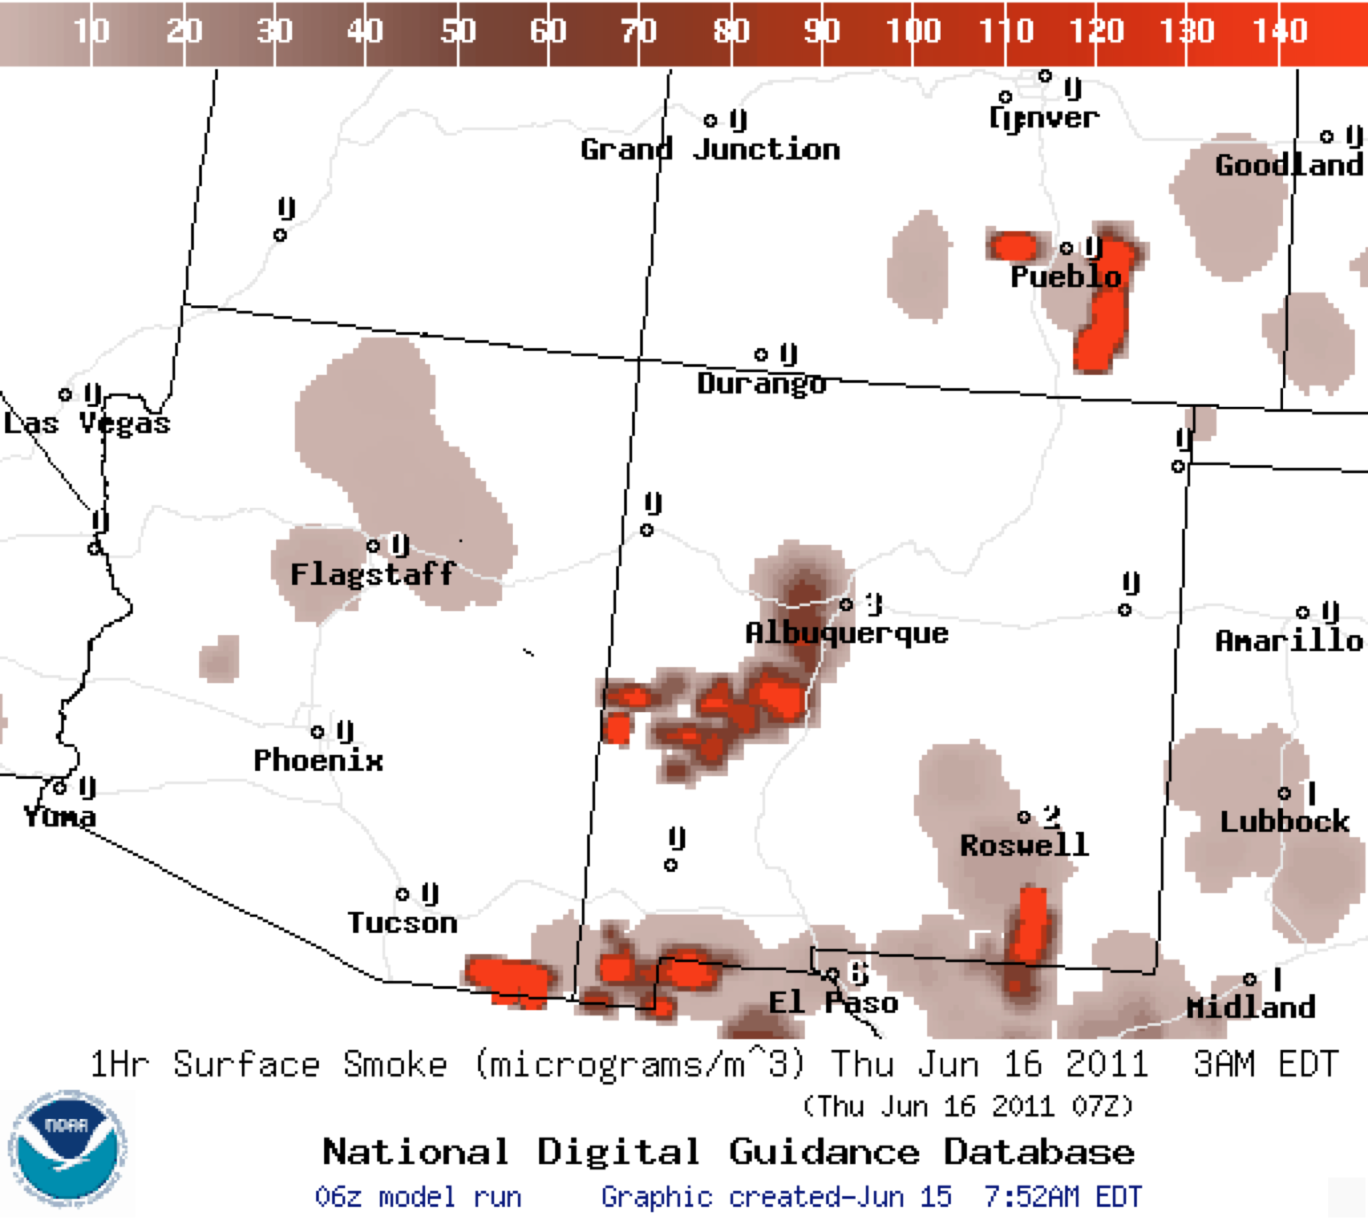 10 20 30 40 50 60 70 80 90 100 110 120 130 140
0
0
Grand Junction
Denver
0
Goodland
0
0
Pueblo
0
Durango
0
Las Vegas
0
0
0
0
Flagstaff
0
Albuquerque
0
0
Amarillo
0
Phoenix
0
Yuma
2
Roswell
1
Lubbock
0
0
Tucson
El Paso
1
Midland
1Hr Surface Smoke (micrograms/m^3) Thu Jun 16 2011 3AM EDT
(Thu Jun 16 2011 07Z)
NOAA
National Digital Guidance Database
06z model run Graphic created-Jun 15 7:52AM EDT